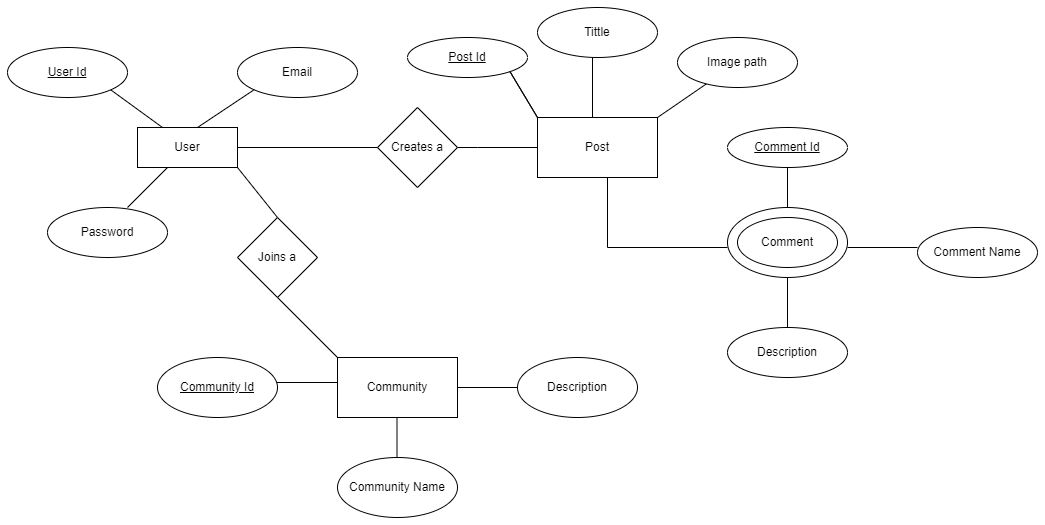 Tittle
Post Id
Image path
User Id
Email
User
Creates a
Post
Comment Id
Password
Joins a
Comment
Comment Name
Description
Community Id
Community
Description
Community Name